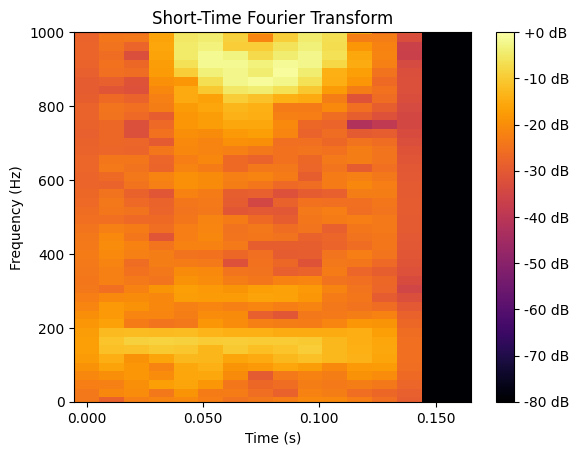 Short-Time Fourier Transform
1000
800
600
400
200
0
Frequency (Hz)
0.000
0.050
0.100
0.150
Time (s)
+0 dB
-10 dB
-20 dB
-30 dB
-40 dB
-50 dB
-60 dB
-70 dB
-80 dB